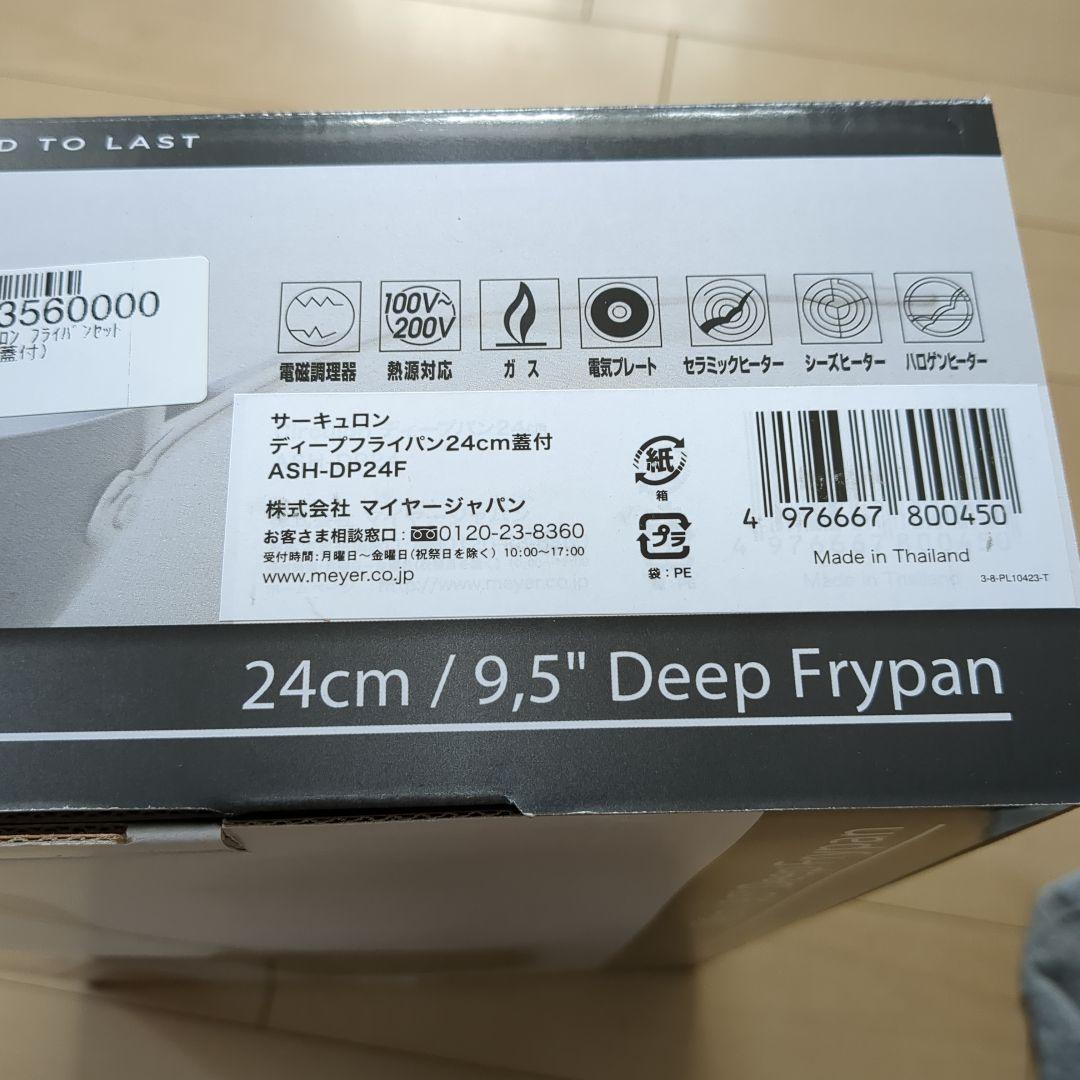 D TO LAST
3560000
ロン フライパンセット
蓋付)
100V~
200V
電磁調理器
熱源対応
ガス
電気プレート
セラミックヒーター
シーズヒーター
ハロゲンヒーター
サーキュロン
ディープフライパン24cm蓋付
ASH-DP24F
株式会社 マイヤージャパン
お客さま相談窓口:0120-23-8360
受付時間:月曜日〜金曜日(祝祭日を除く) 10:00〜17:00
www.meyer.co.jp
紙
箱
プラ
袋:PE
4 976667 800450
Made in Thailand
3-8-PL10423-T
24cm / 9,5" Deep Frypan
Frypan